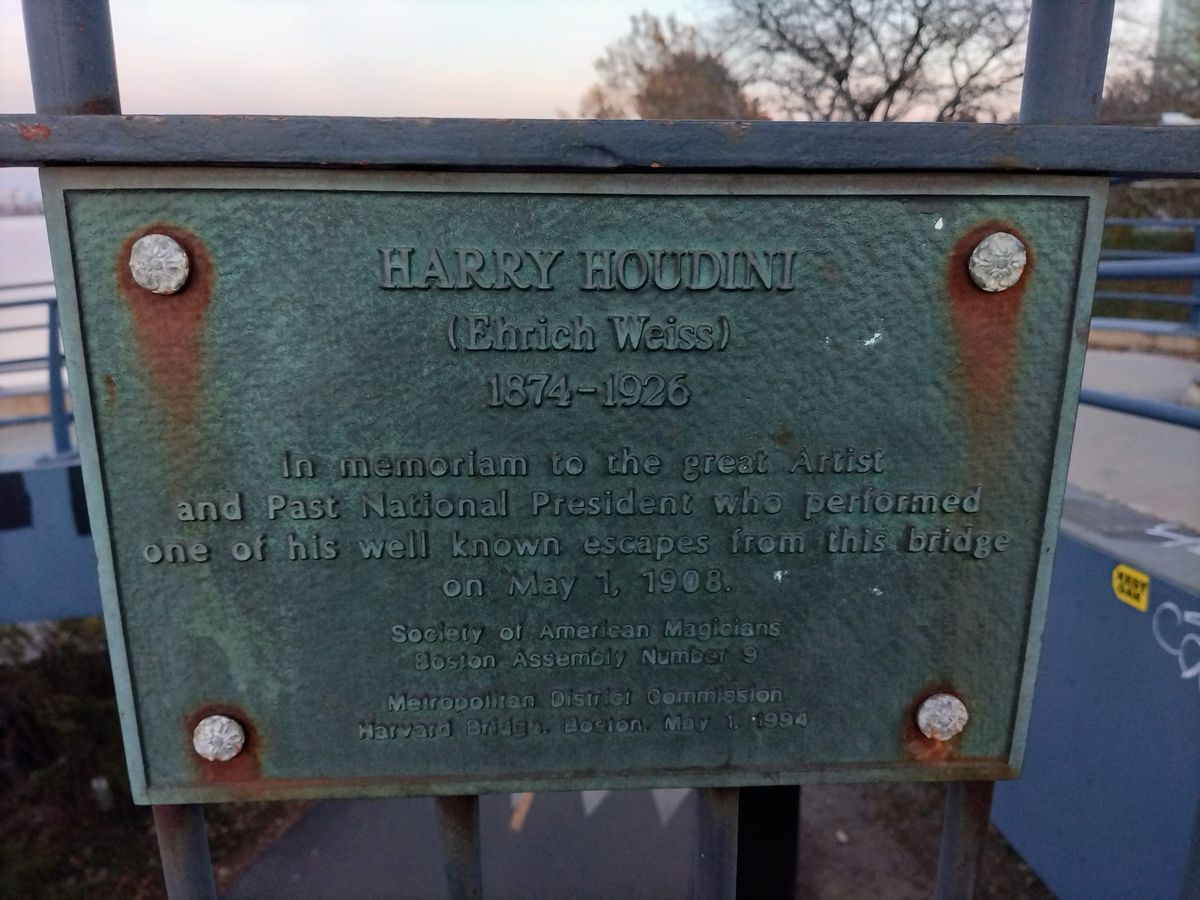 HARRY HOUDINI
(Ehrich Weiss)
1874-1926
In memoriam to the great Artist
and Past National President who performed
one of his well known escapes from this bridge
on May 1, 1908.
Society of American Magicians
Boston Assembly Number 9
Metropolitan District Commission
Harvard Bridge, Boston, May 1, 1994